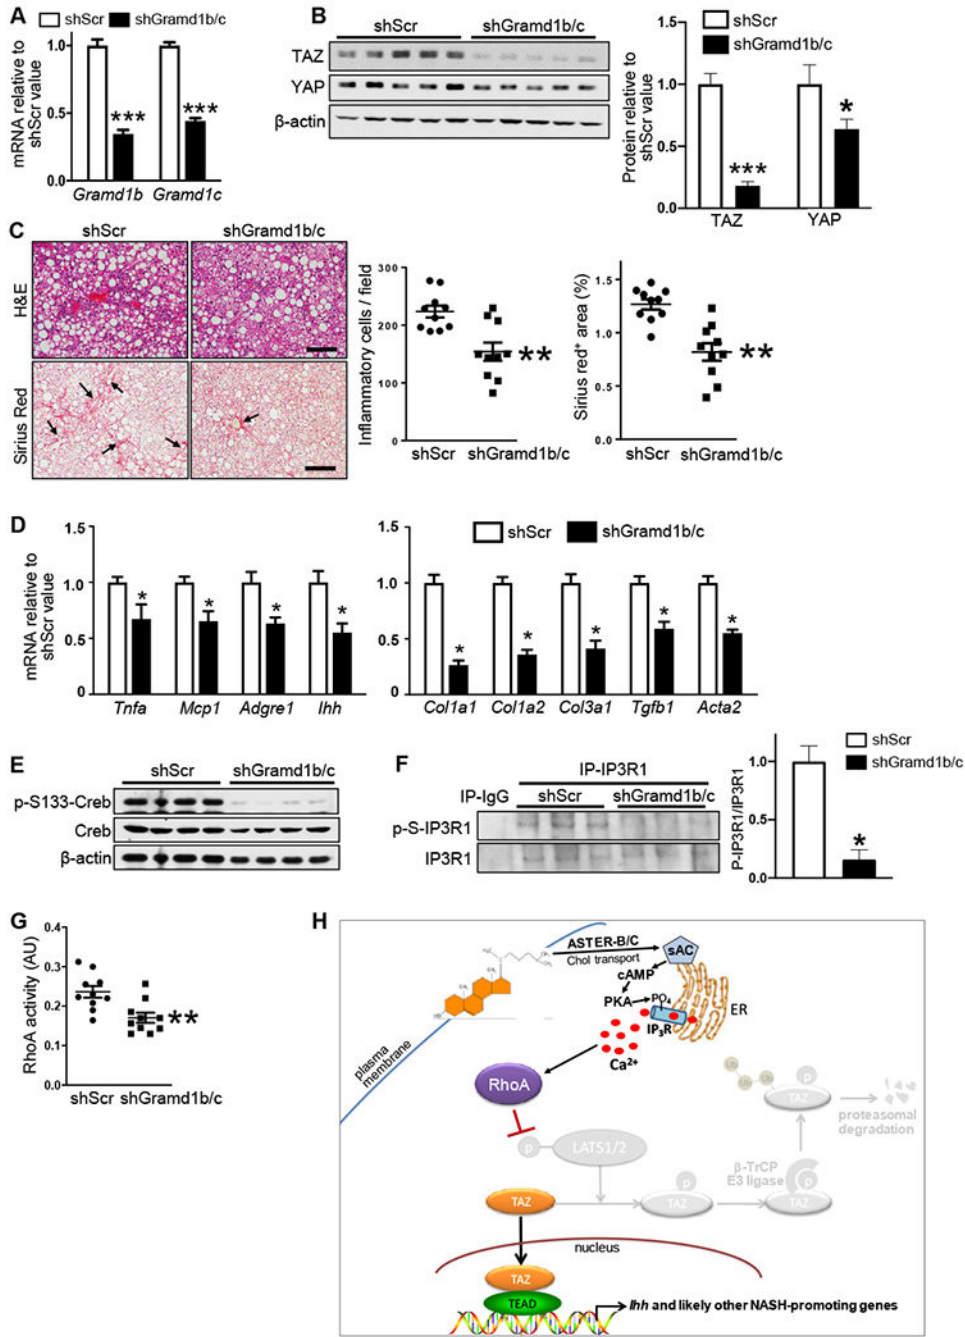 A
shScr
shGramd1b/c
mRNA relative to
shScr value
1.0
0.5
0
***
***
Gramd1b
Gramd1c
B
shScr
shGramd1b/c
TAZ
YAP
β-actin
shScr
shGramd1b/c
Protein relative to
shScr value
1.5
1.0
0.5
0.0
***
*
TAZ
YAP
C
shScr
shGramd1b/c
H&E
Sirius Red
Inflammatory cells / field
300
200
100
0
**
shScr
shGramd1b/c
Sirius red+ area (%)
1.5
1.0
0.5
0.0
**
shScr
shGramd1b/c
D
mRNA relative to
shScr value
1.5
1.0
0.5
0
*
*
*
*
Tnfa
Mcp1
Adgre1
Ihh
shScr
shGramd1b/c
1.5
1.0
0.5
0
*
*
*
*
*
Col1a1
Col1a2
Col3a1
Tgfb1
Acta2
E
shScr
shGramd1b/c
p-S133-Creb
Creb
β-actin
F
IP-IP3R1
IP-IgG
shScr
shGramd1b/c
p-S-IP3R1
IP3R1
shScr
shGramd1b/c
P-IP3R1/IP3R1
1.0
0.5
0.0
*
G
RhoA activity (AU)
0.4
0.3
0.2
0.1
0.0
**
shScr
shGramd1b/c
H
ASTER-B/C
Chol transport
sAC
cAMP
PKA
PO4
IP3R
ER
Ca2+
plasma
membrane
HO
RhoA
p
LATS1/2
Ub
Ub
p
TAZ
proteasomal
degradation
β-TrCP
E3 ligase
TAZ
p
TAZ
p
TAZ
nucleus
TAZ
TEAD
Ihh and likely other NASH-promoting genes